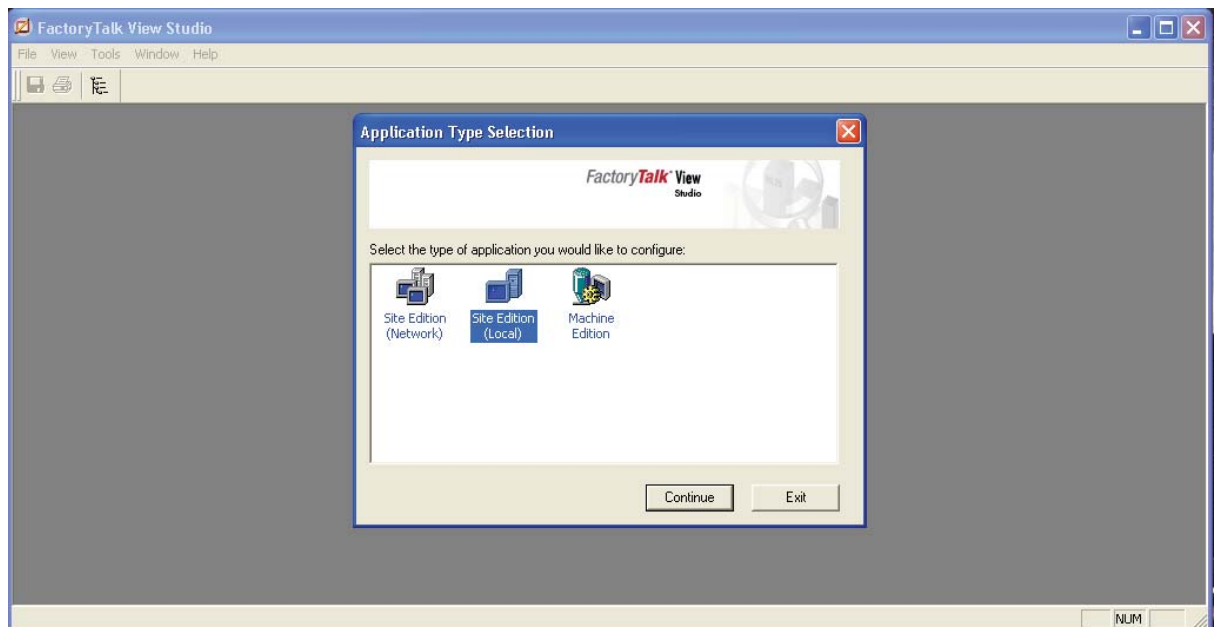 FactoryTalk View Studio
File View Tools Window Help
Application Type Selection
FactoryTalk View
Studio
Select the type of application you would like to configure:
Site Edition
(Network)
Site Edition
(Local)
Machine
Edition
Continue Exit
NUM